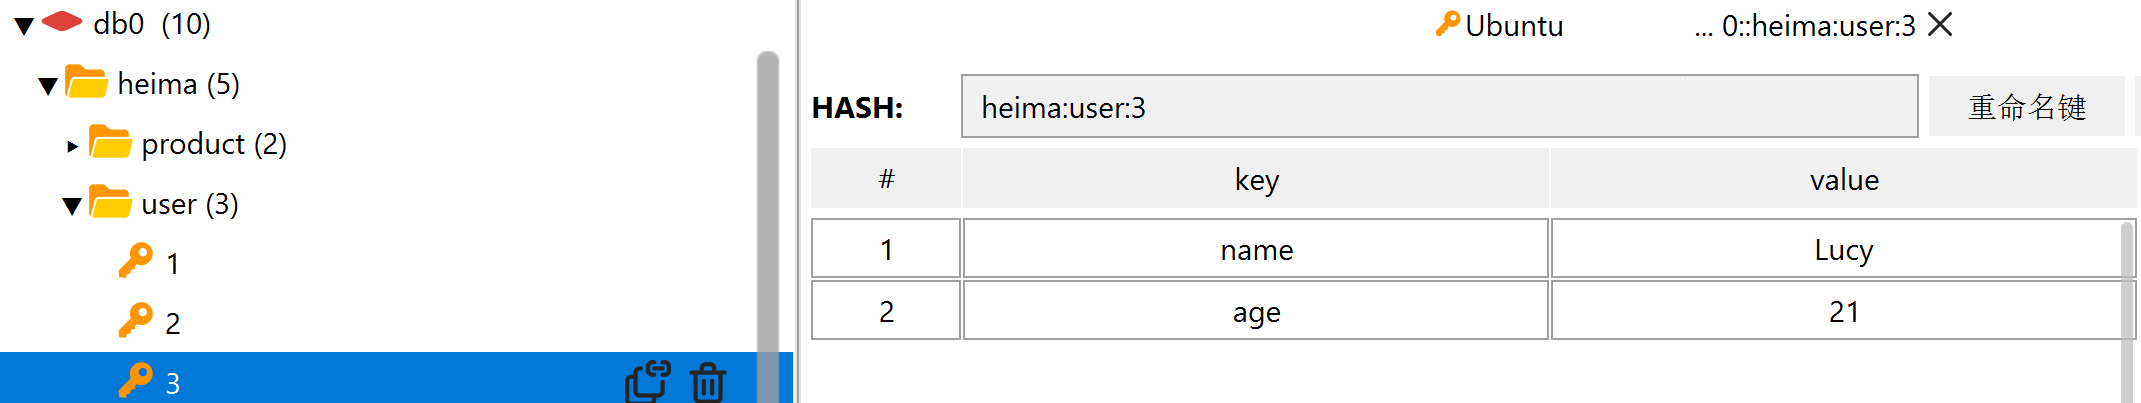 db0 (10)
heima (5)
product (2)
user (3)
1
2
3
Ubuntu ... 0::heima:user:3
HASH: heima:user:3 重命名键
# key value
1 name Lucy
2 age 21